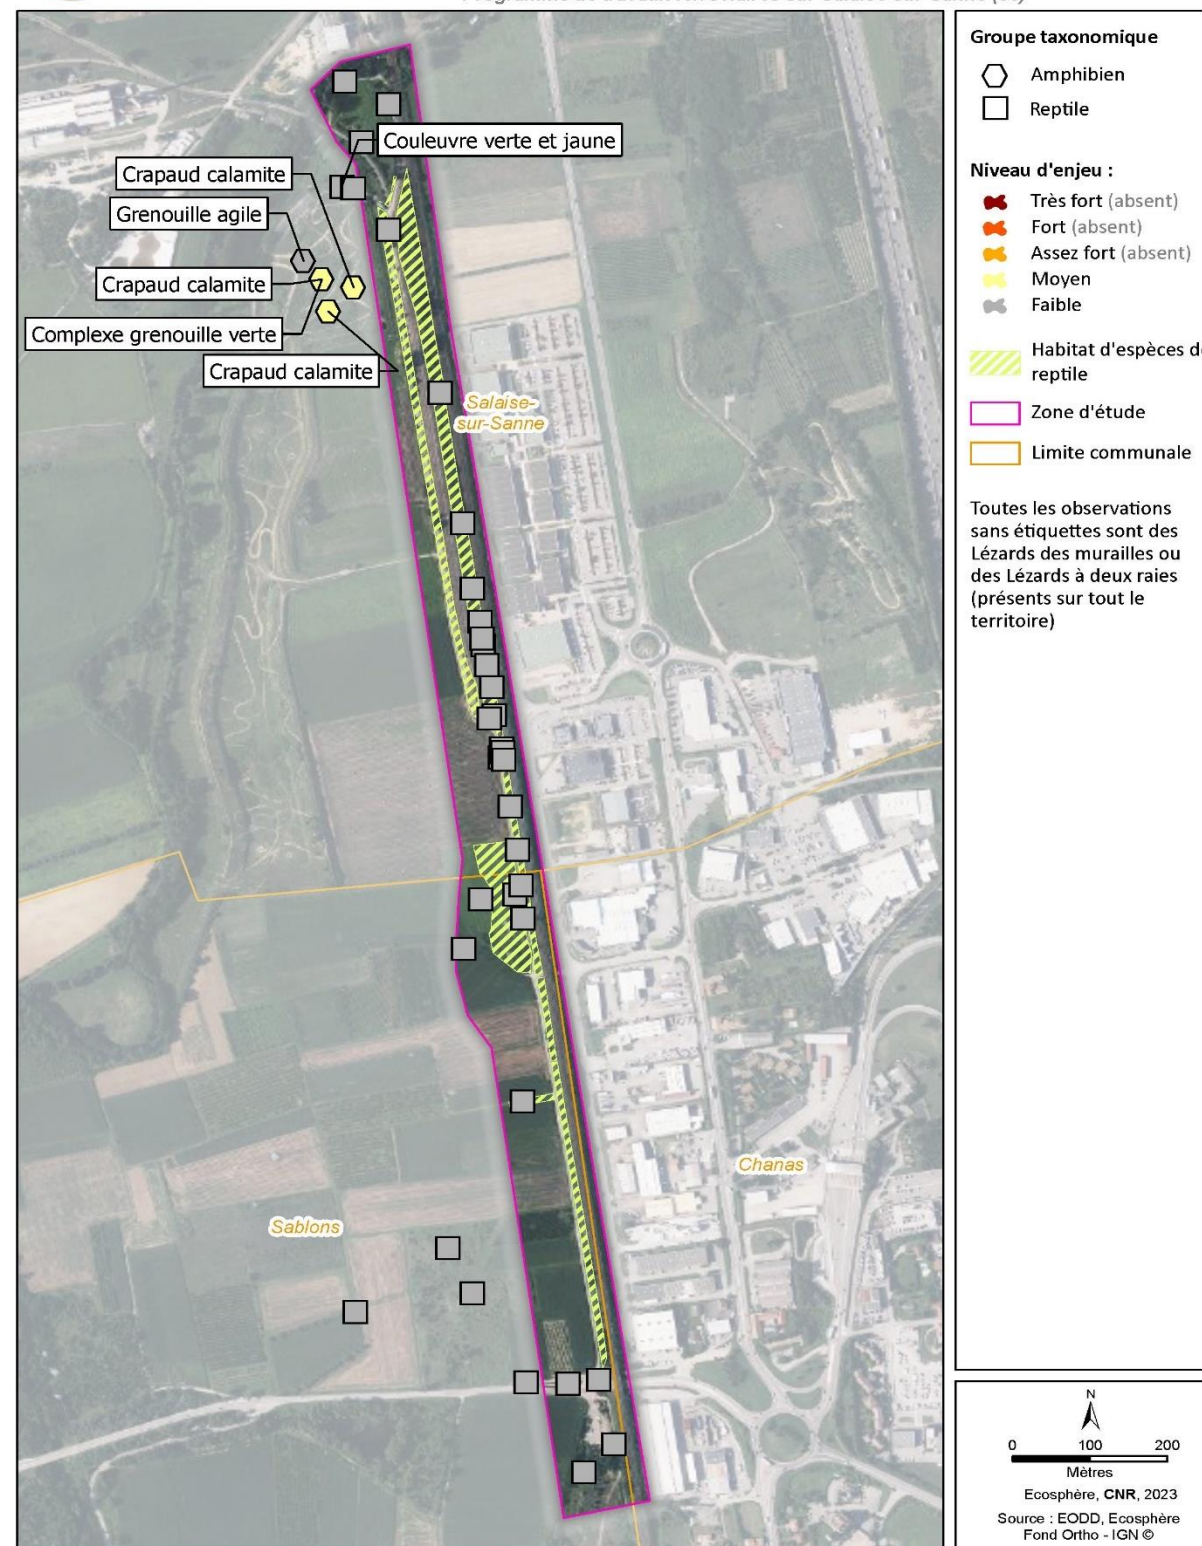 Groupe taxonomique
Amphibien
Reptile
Niveau d'enjeu :
Très fort (absent)
Fort (absent)
Assez fort (absent)
Moyen
Faible
Habitat d'espèces de
reptile
Zone d'étude
Limite communale
Toutes les observations
sans étiquettes sont des
Lézards des murailles ou
des Lézards à deux raies
(présents sur tout le
territoire)
Couleuvre verte et jaune
Crapaud calamite
Grenouille agile
Crapaud calamite
Complexe grenouille verte
Crapaud calamite
Salaise-
sur-Sanne
Chanas
Sablons
N
0 100 200
Mètres
Ecosphère, CNR, 2023
Source : EODD, Ecosphère
Fond Ortho - IGN ©